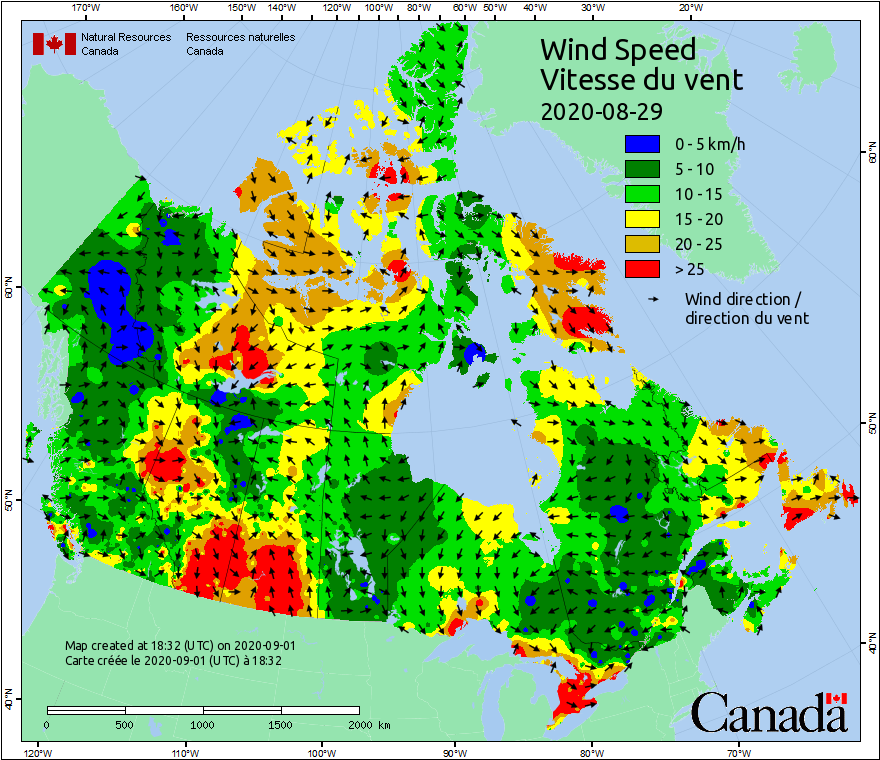 170°W 160°W 150°W 140°W 120°W 100°W 80°W 60°W 50°W 40°W 30°W 20°W
Natural Resources Ressources naturelles
Canada Canada
Wind Speed
Vitesse du vent
2020-08-29
0 - 5 km/h
5 - 10
10 - 15
15 - 20
20 - 25
> 25
Wind direction /
direction du vent
60°N 60°N
50°N 50°N
40°N 40°N
Map created at 18:32 (UTC) on 2020-09-01
Carte créée le 2020-09-01 (UTC) à 18:32
0 500 1000 1500 2000 km
Canada
120°W 110°W 100°W 90°W 80°W 70°W